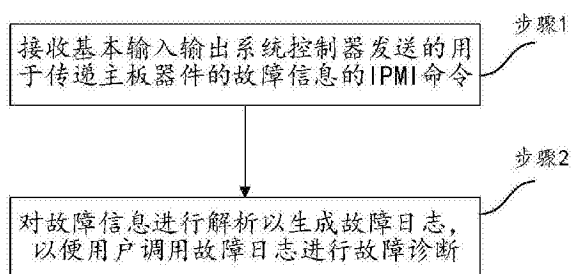 步骤1
接收基本输入输出系统控制器发送的用
于传递主板器件的故障信息的IPMI命令
步骤2
对故障信息进行解析以生成故障日志，
以便用户调用故障日志进行故障诊断